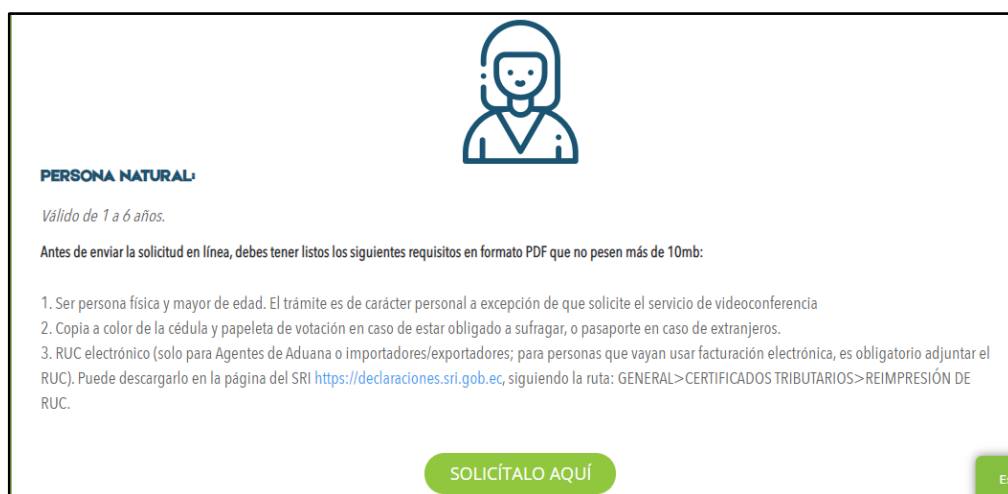 PERSONA NATURAL:
Válido de 1 a 6 años.
Antes de enviar la solicitud en línea, debes tener listos los siguientes requisitos en formato PDF que no pesen más de 10mb:
1. Ser persona física y mayor de edad. El trámite es de carácter personal a excepción de que solicite el servicio de videoconferencia
2. Copia a color de la cédula y papeleta de votación en caso de estar obligado a sufragar, o pasaporte en caso de extranjeros.
3. RUC electrónico (solo para Agentes de Aduana o importadores/exportadores; para personas que vayan usar facturación electrónica, es obligatorio adjuntar el
RUC). Puede descargarlo en la página del SRI https://declaraciones.sri.gob.ec, siguiendo la ruta: GENERAL>CERTIFICADOS TRIBUTARIOS>REIMPRESIÓN DE
RUC.
SOLICÍTALO AQUÍ